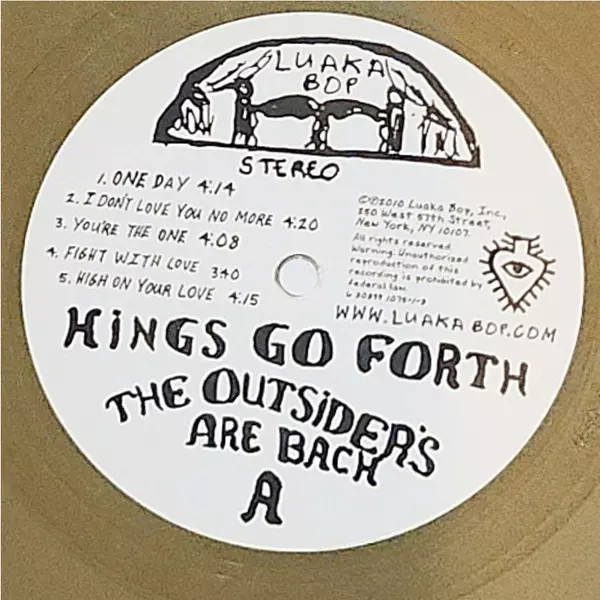 LUAKA
BOP
STEREO
1. ONE DAY 4:14
2. I DON'T LOVE YOU NO MORE 4:20
3. YOU'RE THE ONE 4:08
4. FIGHT WITH LOVE 3:40
5. HIGH ON YOUR LOVE 4:15
©℗2010 Luaka Bop, Inc.,
250 West 57th Street,
New York, NY 10107.
All rights reserved.
Warning. Unauthorized
reproduction of this
recording is prohibited by
federal law.
WWW.LUAKABOP.COM
KINGS GO FORTH
THE OUTSIDERS
ARE BACK
A